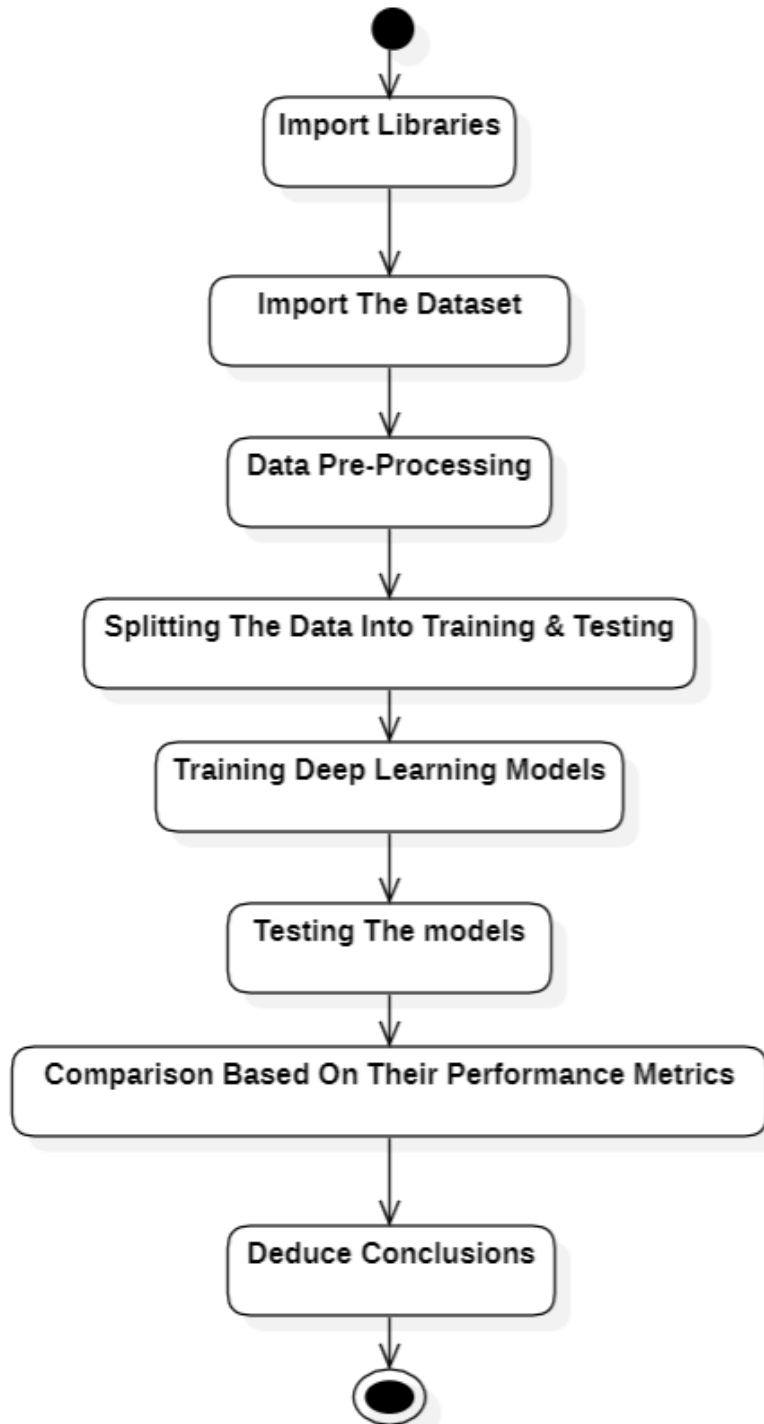 Import Libraries
Import The Dataset
Data Pre-Processing
Splitting The Data Into Training & Testing
Training Deep Learning Models
Testing The models
Comparison Based On Their Performance Metrics
Deduce Conclusions